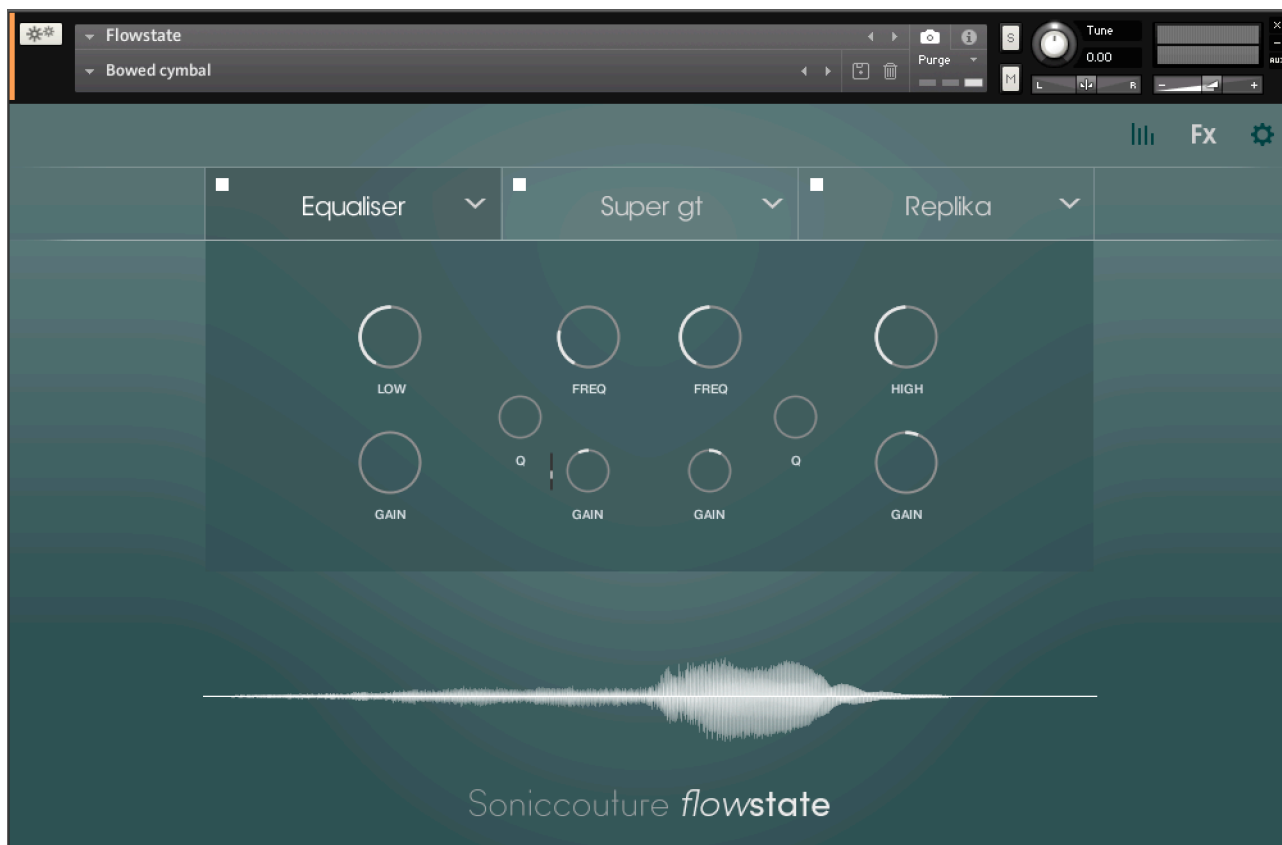 Flowstate
S
Tune
0.00
Purge
Bowed cymbal
M
L
R
-
+
AUX
Fx
Equaliser
Super gt
Replika
LOW
FREQ
FREQ
HIGH
Q
Q
GAIN
GAIN
GAIN
GAIN
Soniccouture flowstate